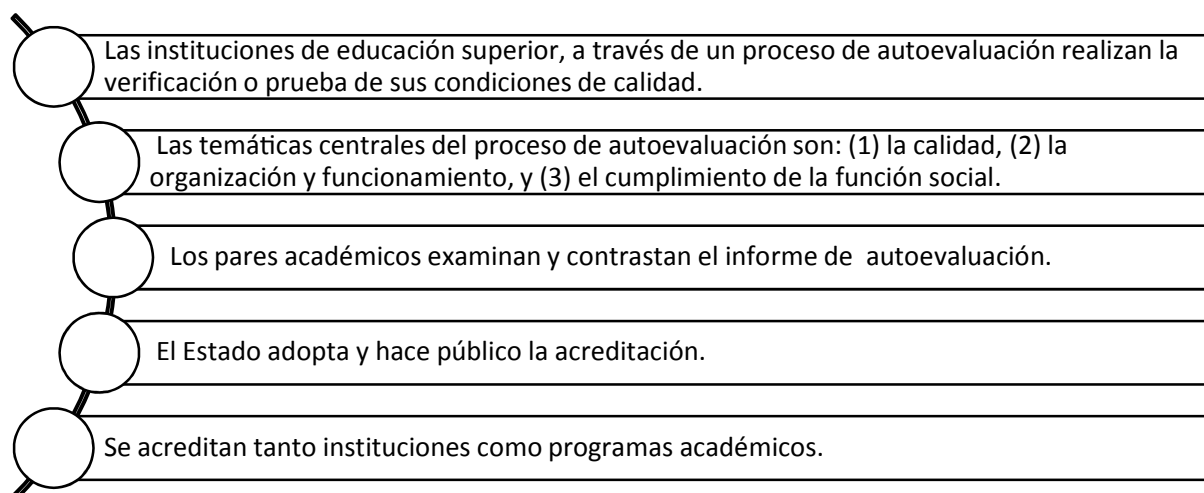 Las instituciones de educación superior, a través de un proceso de autoevaluación realizan la
verificación o prueba de sus condiciones de calidad.
Las temáticas centrales del proceso de autoevaluación son: (1) la calidad, (2) la
organización y funcionamiento, y (3) el cumplimiento de la función social.
Los pares académicos examinan y contrastan el informe de autoevaluación.
El Estado adopta y hace público la acreditación.
Se acreditan tanto instituciones como programas académicos.